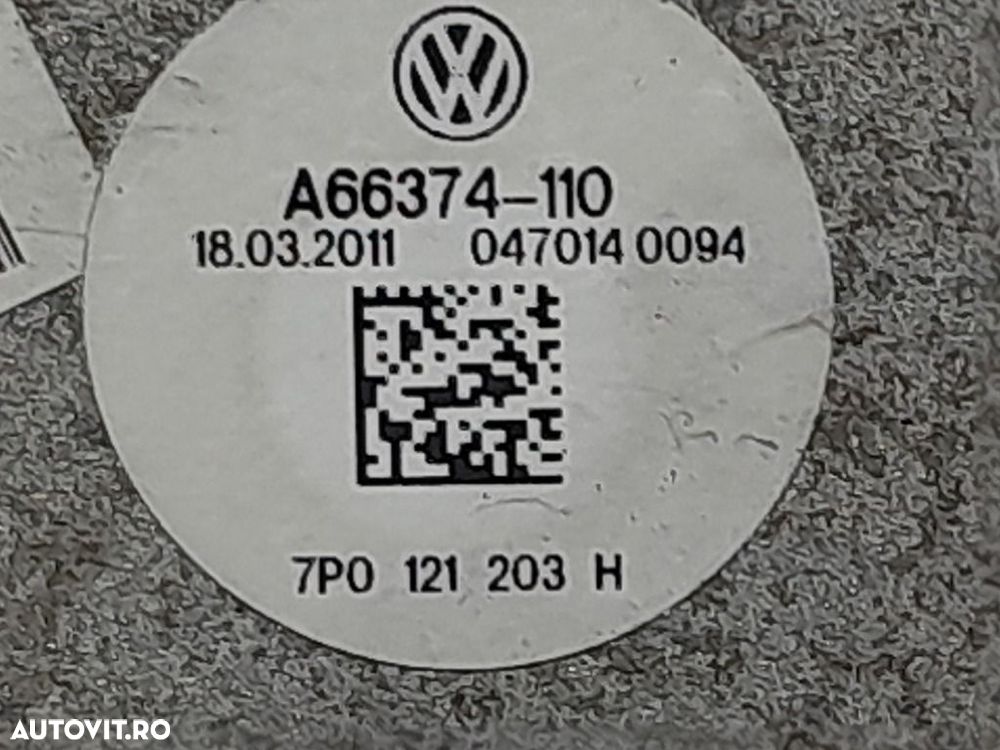 A66374-110
18.03.2011 047014 0094
7P0 121 203 H
AUTOVIT.RO